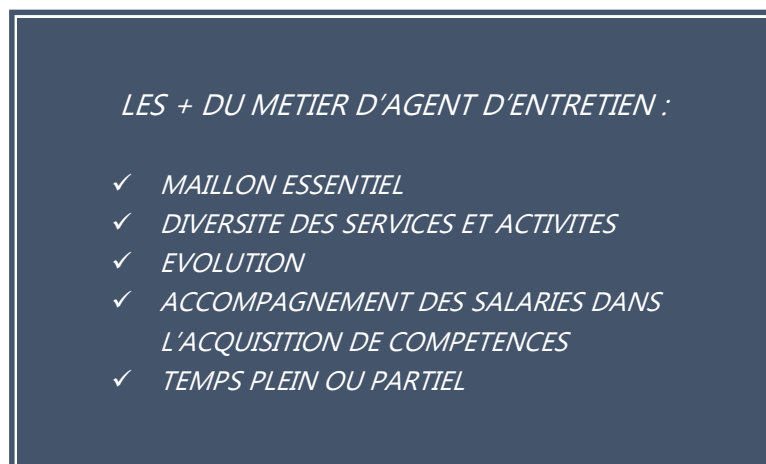 LES + DU METIER D'AGENT D'ENTRETIEN :
✓ MAILLON ESSENTIEL
✓ DIVERSITE DES SERVICES ET ACTIVITES
✓ EVOLUTION
✓ ACCOMPAGNEMENT DES SALARIES DANS
L'ACQUISITION DE COMPETENCES
✓ TEMPS PLEIN OU PARTIEL